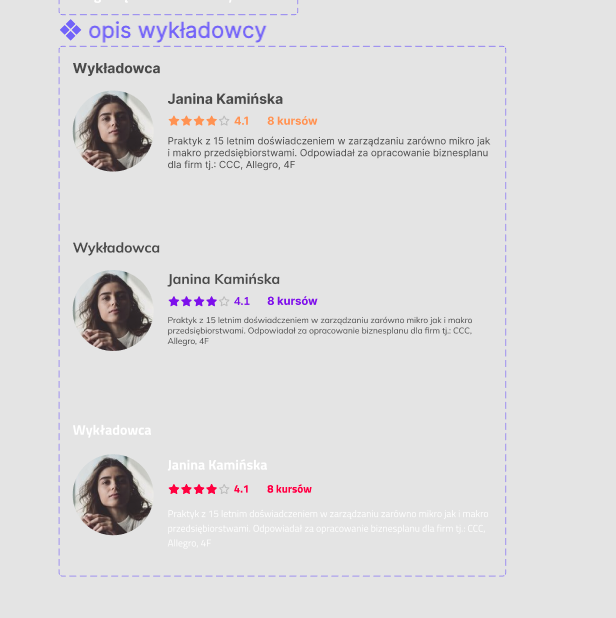 opis wykładowcy
Wykładowca
Janina Kamińska
4.1 8 kursów
Praktyk z 15 letnim doświadczeniem w zarządzaniu zarówno mikro jak
i makro przedsiębiorstwami. Odpowiadał za opracowanie biznesplanu
dla firm tj.: CCC, Allegro, 4F
Wykładowca
Janina Kamińska
4.1 8 kursów
Praktyk z 15 letnim doświadczeniem w zarządzaniu zarówno mikro jak i makro
przedsiębiorstwami. Odpowiadał za opracowanie biznesplanu dla firm tj.: CCC,
Allegro, 4F
Wykładowca
Janina Kamińska
4.1 8 kursów
Praktyk z 15 letnim doświadczeniem w zarządzaniu zarówno mikro jak i makro
przedsiębiorstwami. Odpowiadał za opracowanie biznesplanu dla firm tj.: CCC,
Allegro, 4F